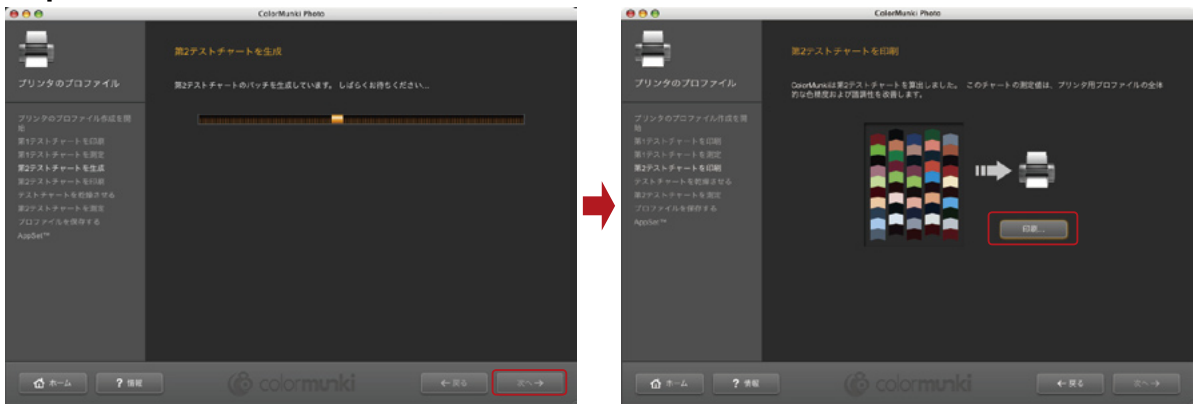 ColorMunki Photo
第2テストチャートを生成
プリンタのプロファイル
第2テストチャートのパッチを生成しています。 しばらくお待ちください...
プリンタのプロファイル作成を開
始
第1テストチャートを印刷
第1テストチャートを測定
第2テストチャートを生成
第2テストチャートを印刷
テストチャートを乾燥させる
第2テストチャートを測定
プロファイルを保存する
AppSet™
ホーム
? 情報
colormunki
←戻る
次へ→
ColorMunki Photo
第2テストチャートを印刷
プリンタのプロファイル
ColorMunkiは第2テストチャートを算出しました。 このチャートの測定値は、プリンタ用プロファイルの全体
的な色精度および諧調性を改善します。
プリンタのプロファイル作成を開
始
第1テストチャートを印刷
第1テストチャートを測定
第2テストチャートを印刷
テストチャートを乾燥させる
第2テストチャートを測定
プロファイルを保存する
AppSet™
印刷...
ホーム
? 情報
colormunki
←戻る
次へ→